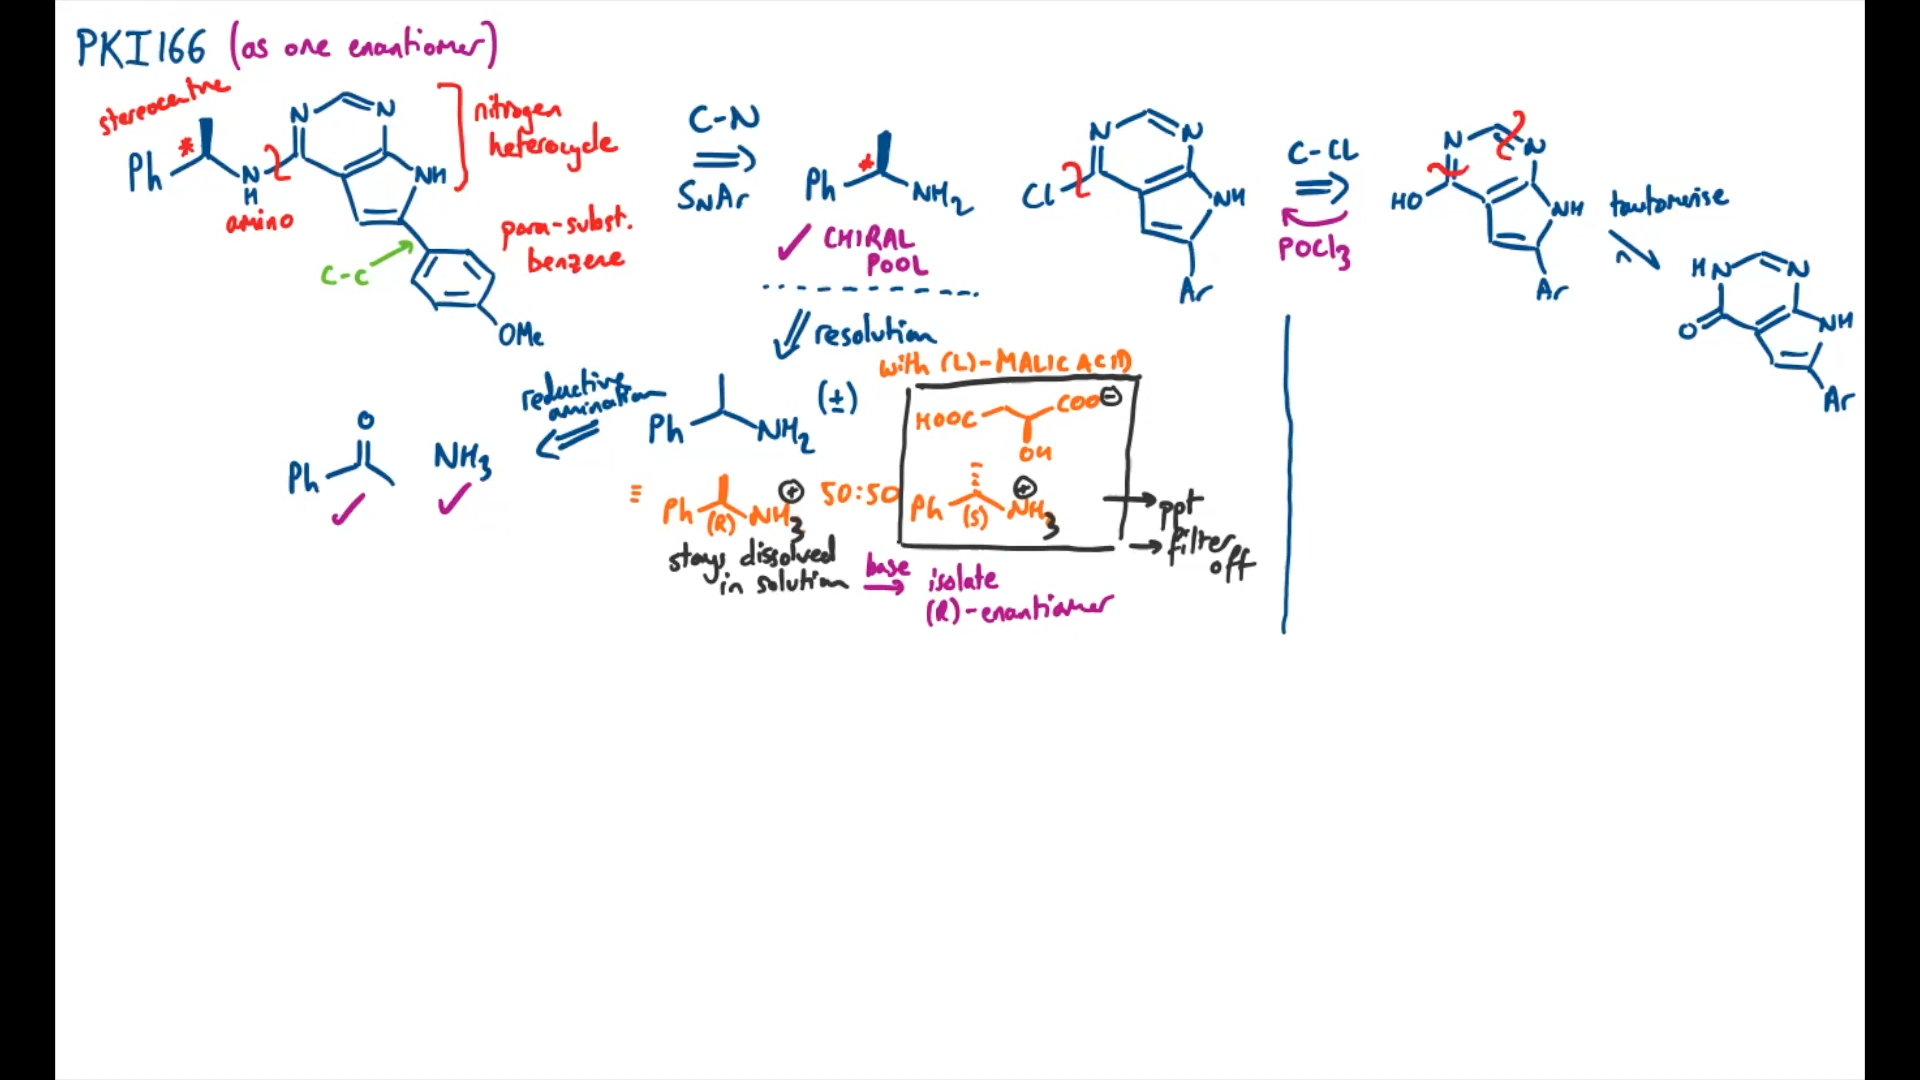 PKI166 (as one enantiomer)
stereocentre
*
Ph
N
H
amino
N
N
NH
nitrogen
heterocycle
para-subst.
benzene
C-C
OMe
C-N
SNAr
Ph
*
NH2
✓ CHIRAL
POOL
Cl
N
N
NH
Ar
C-Cl
POCl3
HO
N
N
NH
Ar
tautomerise
HN
N
O
NH
Ar
resolution
with (L)-MALIC ACID
reductive
amination
Ph
NH2
(±)
O
Ph
NH3
✓
✓
HOOC
COO⊖
OH
≡
Ph
(R)
NH3
⊕
50:50
Ph
(S)
NH3
⊕
ppt
filter
off
stays dissolved
in solution
base
isolate
(R)-enantiomer